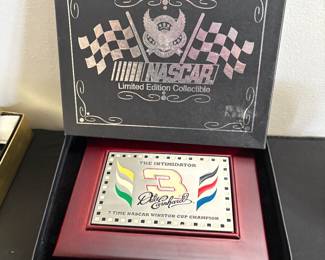 NASCAR
Limited Edition Collectible
THE INTIMIDATOR
3
Dale Earnhardt
7 TIME NASCAR WINSTON CUP CHAMPION